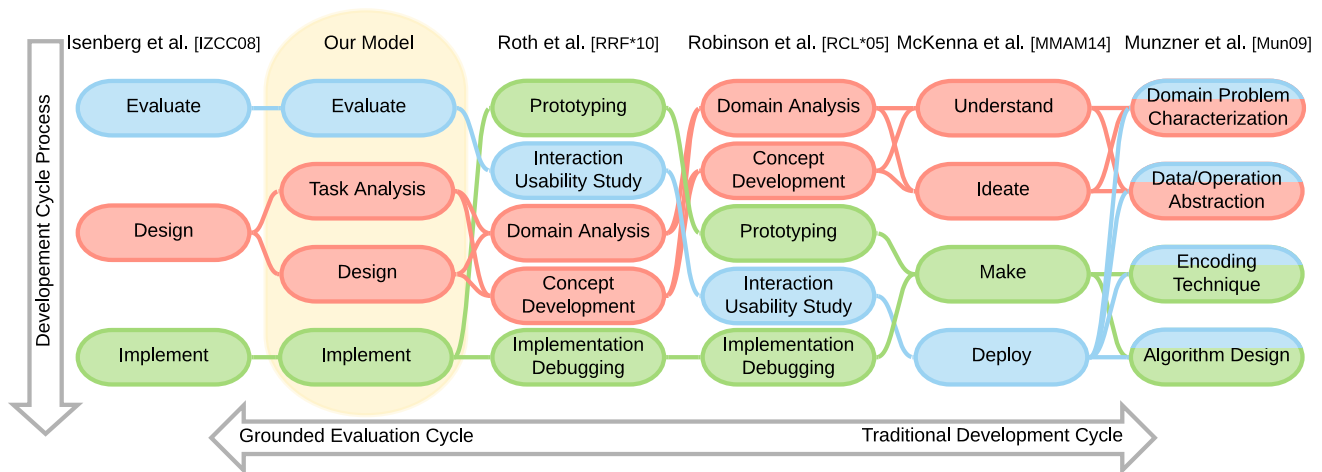 Isenberg et al. [IZCC08]
Our Model
Roth et al. [RRF*10]
Robinson et al. [RCL*05]
McKenna et al. [MMAM14]
Munzner et al. [Mun09]
Developement Cycle Process
Evaluate
Design
Implement
Evaluate
Task Analysis
Design
Implement
Prototyping
Interaction
Usability Study
Domain Analysis
Concept
Development
Implementation
Debugging
Domain Analysis
Concept
Development
Prototyping
Interaction
Usability Study
Implementation
Debugging
Understand
Ideate
Make
Deploy
Domain Problem
Characterization
Data/Operation
Abstraction
Encoding
Technique
Algorithm Design
Grounded Evaluation Cycle
Traditional Development Cycle